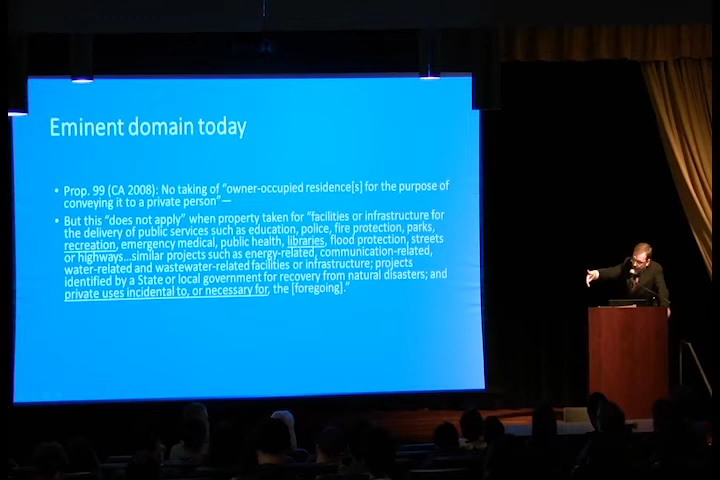 Eminent domain today
• Prop. 99 (CA 2008): No taking of “owner-occupied residence[s] for the purpose of
conveying it to a private person”—
• But this “does not apply” when property taken for “facilities or infrastructure for
the delivery of public services such as education, police, fire protection, parks,
recreation, emergency medical, public health, libraries, flood protection, streets
or highways…similar projects such as energy-related, communication-related,
water-related and wastewater-related facilities or infrastructure; projects
identified by a State or local government for recovery from natural disasters; and
private uses incidental to, or necessary for, the [foregoing].”